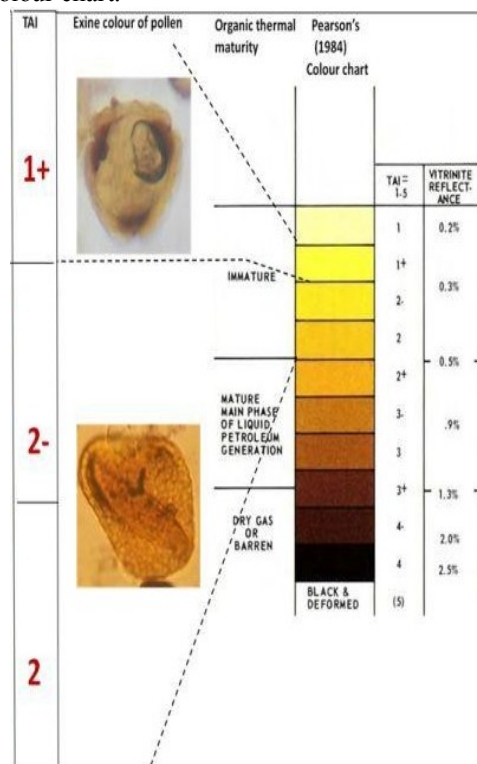 colour chart.
TAI
Exine colour of pollen
Organic thermal
maturity
Pearson's
(1984)
Colour chart
1+
2-
2
IMMATURE
MATURE
MAIN PHASE
OF LIQUID
PETROLEUM
GENERATION
DRY GAS
OR
BARREN
BLACK &
DEFORMED
TAI=
1-5
1
1+
2-
2
2+
3-
3
3+
4-
4
(5)
VITRINITE
REFLECT-
ANCE
0.2%
0.3%
0.5%
.9%
1.3%
2.0%
2.5%